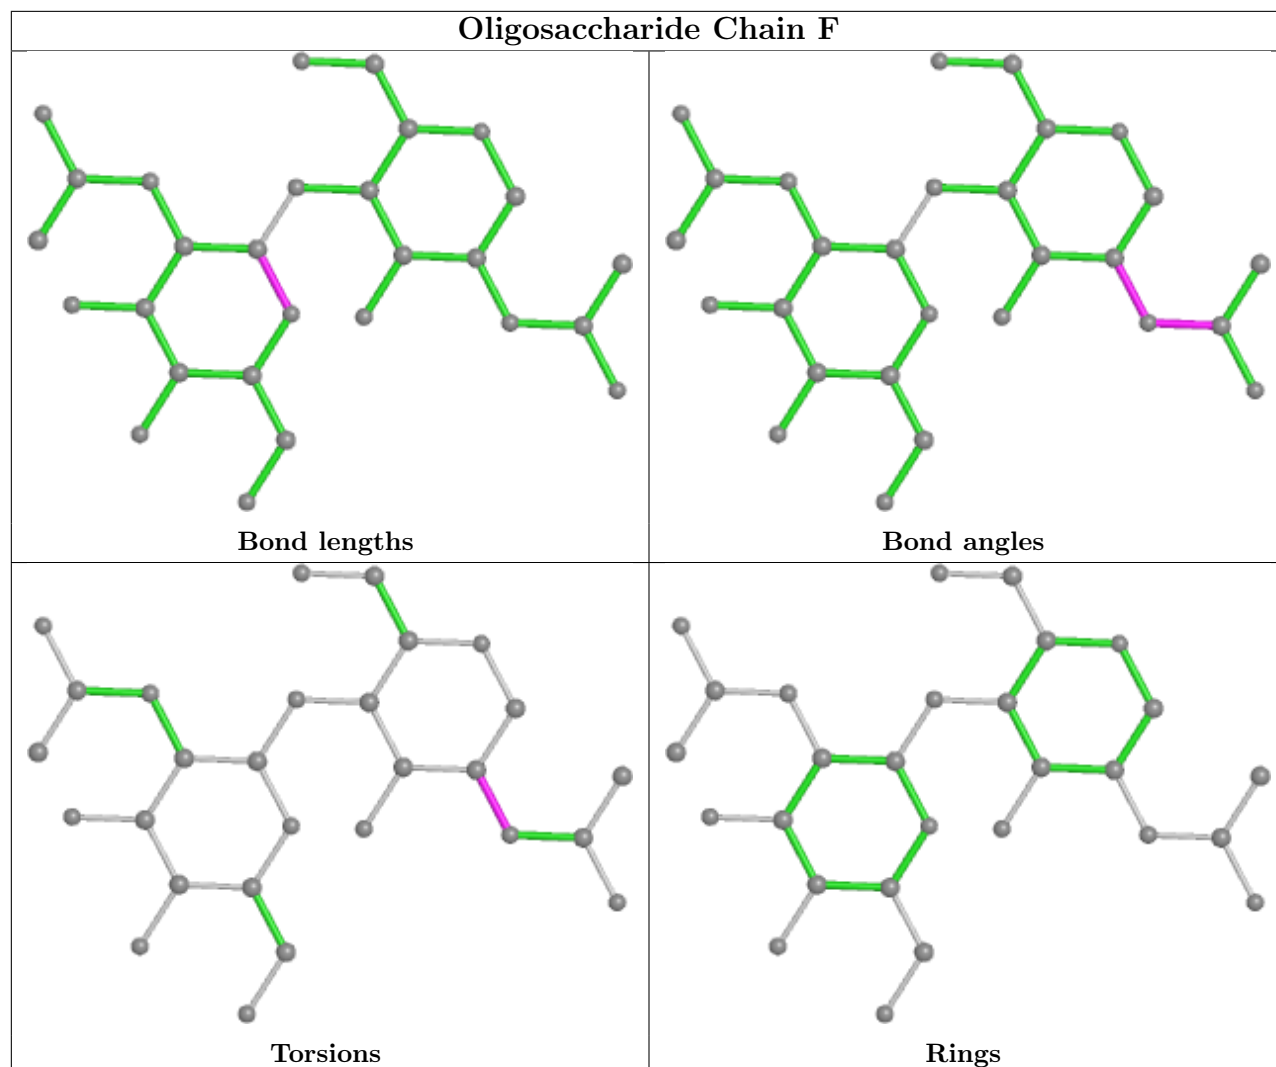 Oligosaccharide Chain F
Bond lengths
Bond angles
Torsions
Rings